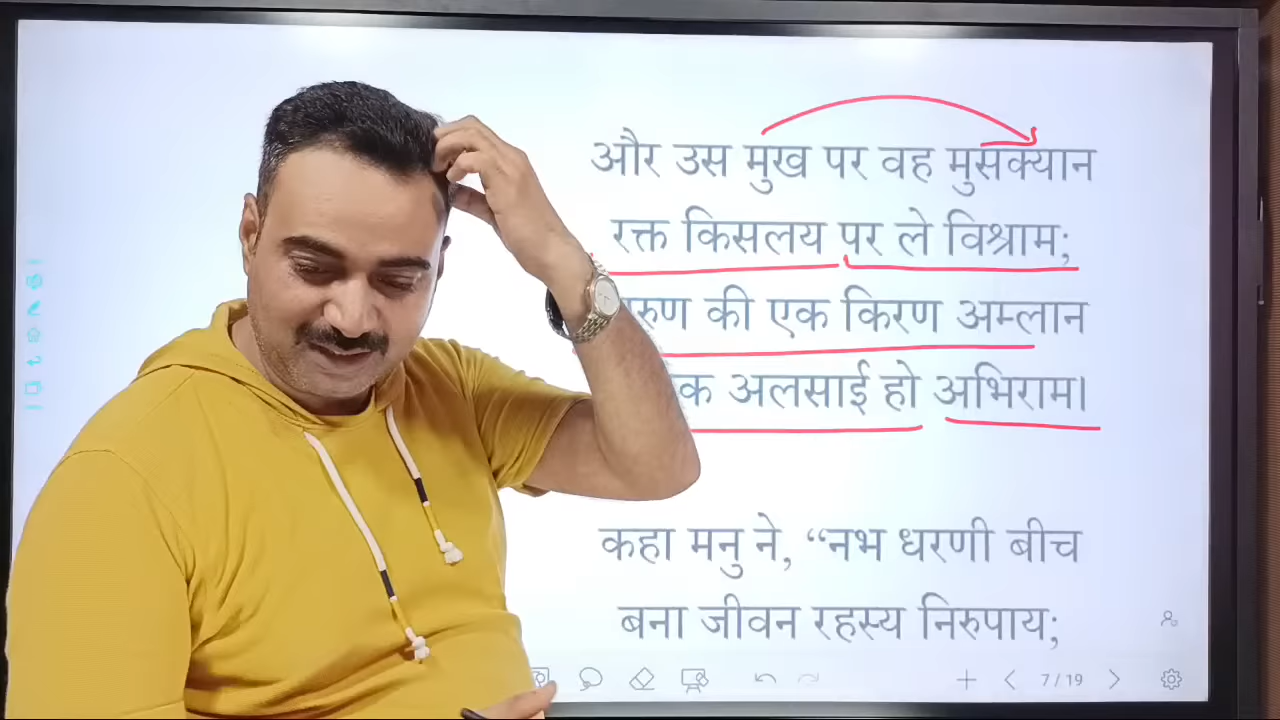 और उस मुख पर वह मुसक्यान
रक्त किसलय पर ले विश्राम;
की एक किरण अम्लान
अलसाई हो अभिराम।
कहा मनु ने, “नभ धरणी बीच
बना जीवन रहस्य निरुपाय;
7 / 19